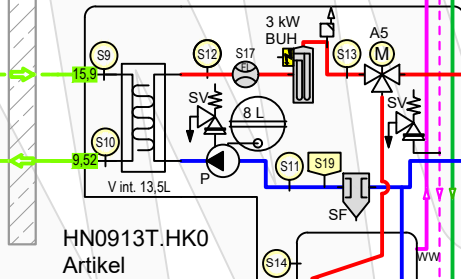 3 kW
BUH
A5
S9
S12
S17
FL
S13
M
15,9
SV
8 L
SV
S10
9,52
S11
S19
P
V int. 13,5L
SF
HN0913T.HK0
Artikel
S14
WW